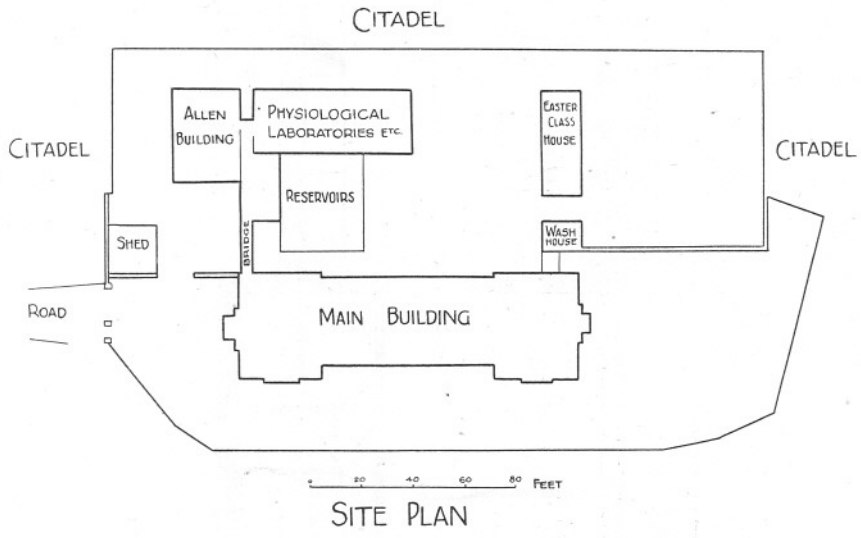 CITADEL
ALLEN
BUILDING
PHYSIOLOGICAL
LABORATORIES ETC.
EASTER
CLASS
HOUSE
CITADEL
CITADEL
RESERVOIRS
SHED
BRIDGE
WASH
HOUSE
ROAD
MAIN BUILDING
0 20 40 60 80 FEET
SITE PLAN